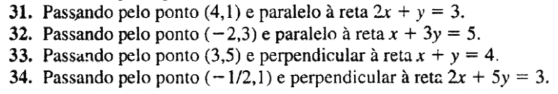 31. Passando pelo ponto (4,1) e paralelo à reta 2x + y = 3.
32. Passando pelo ponto (−2,3) e paralelo à reta x + 3y = 5.
33. Passando pelo ponto (3,5) e perpendicular à reta x + y = 4.
34. Passando pelo ponto (−1/2,1) e perpendicular à reta 2x + 5y = 3.